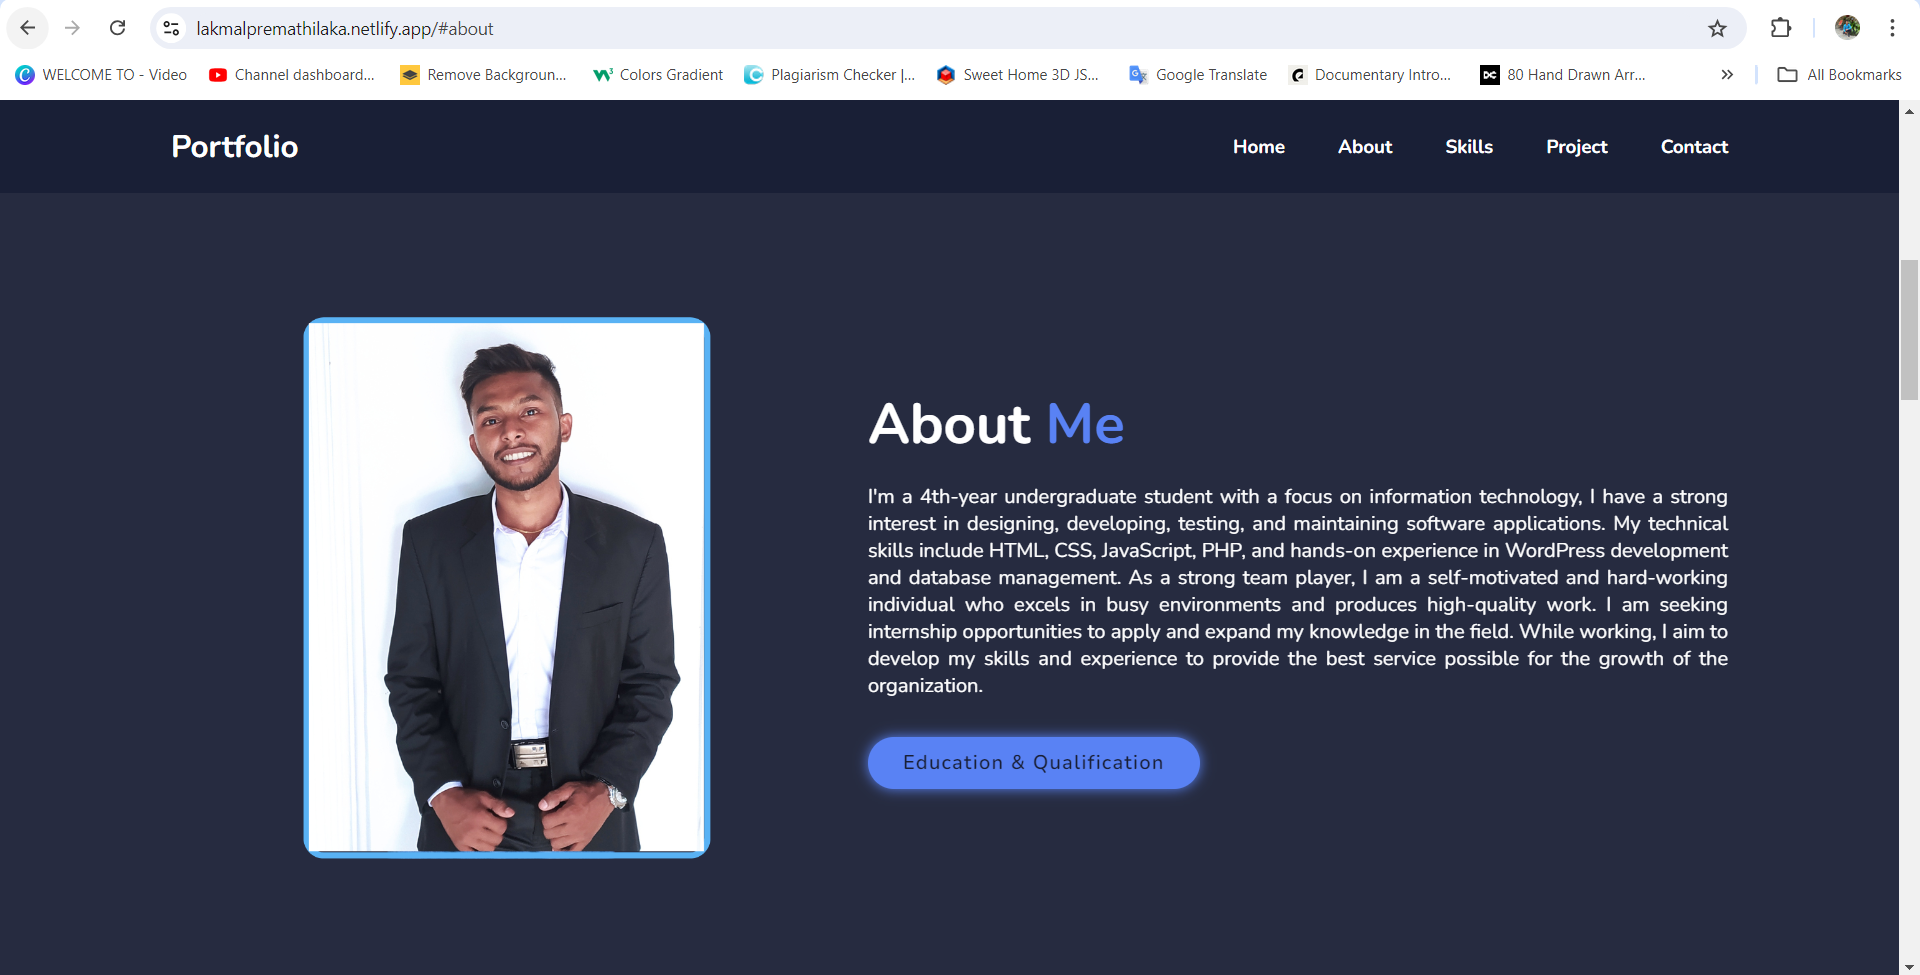 lakmalpremathilaka.netlify.app/#about
WELCOME TO - Video Channel dashboard... Remove Backgroun... Colors Gradient Plagiarism Checker |... Sweet Home 3D JS... Google Translate Documentary Intro... 80 Hand Drawn Arr... All Bookmarks
Portfolio Home About Skills Project Contact
About Me
I'm a 4th-year undergraduate student with a focus on information technology, I have a strong
interest in designing, developing, testing, and maintaining software applications. My technical
skills include HTML, CSS, JavaScript, PHP, and hands-on experience in WordPress development
and database management. As a strong team player, I am a self-motivated and hard-working
individual who excels in busy environments and produces high-quality work. I am seeking
internship opportunities to apply and expand my knowledge in the field. While working, I aim to
develop my skills and experience to provide the best service possible for the growth of the
organization.
Education & Qualification